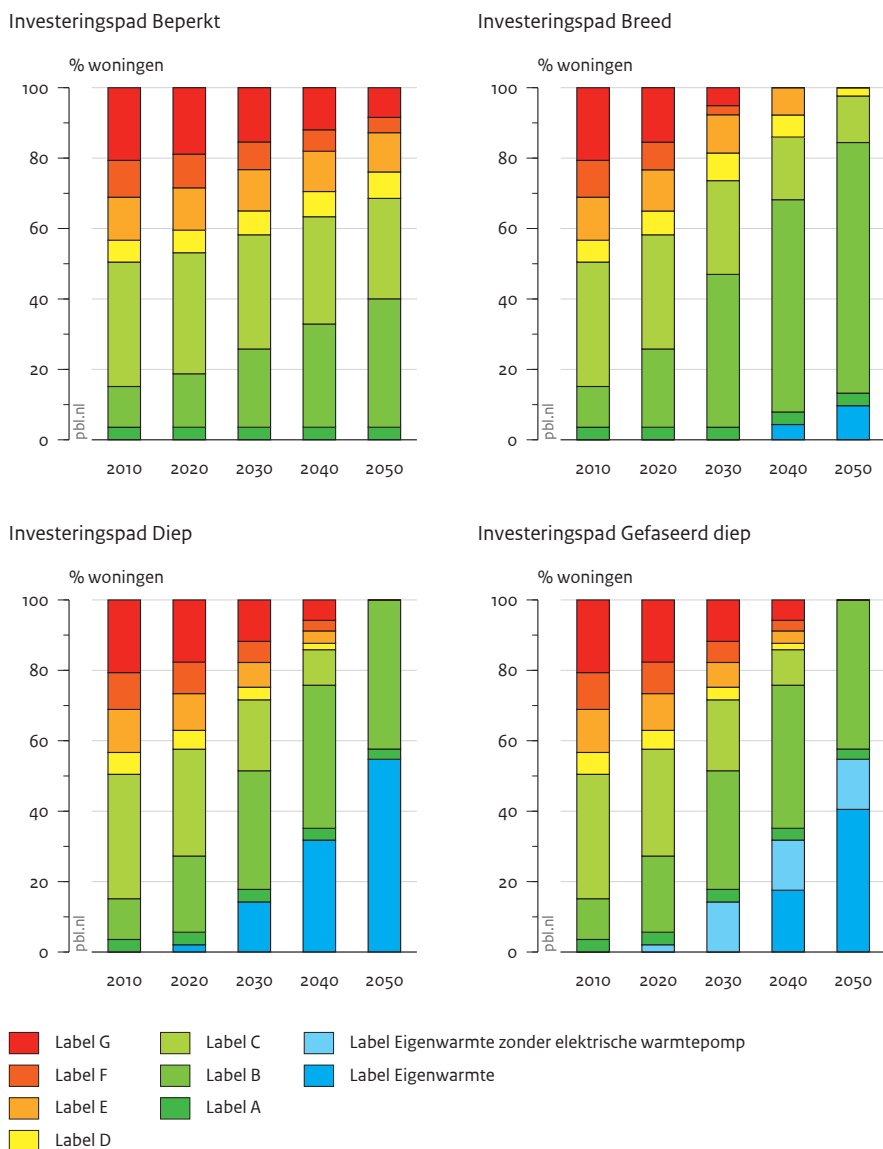 Investeringspad Beperkt
% woningen
100
80
60
40
20
0
pbl.nl
2010 2020 2030 2040 2050
Investeringspad Breed
% woningen
100
80
60
40
20
0
pbl.nl
2010 2020 2030 2040 2050
Investeringspad Diep
% woningen
100
80
60
40
20
0
pbl.nl
2010 2020 2030 2040 2050
Investeringspad Gefaseerd diep
% woningen
100
80
60
40
20
0
pbl.nl
2010 2020 2030 2040 2050
Label G
Label F
Label E
Label D
Label C
Label B
Label A
Label Eigenwarmte zonder elektrische warmtepomp
Label Eigenwarmte